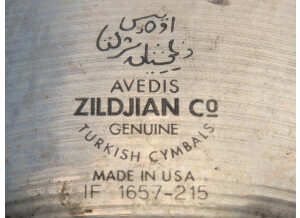 AVEDIS
ZILDJIAN Co
GENUINE
TURKISH CYMBALS
MADE IN USA
IF 1657-215